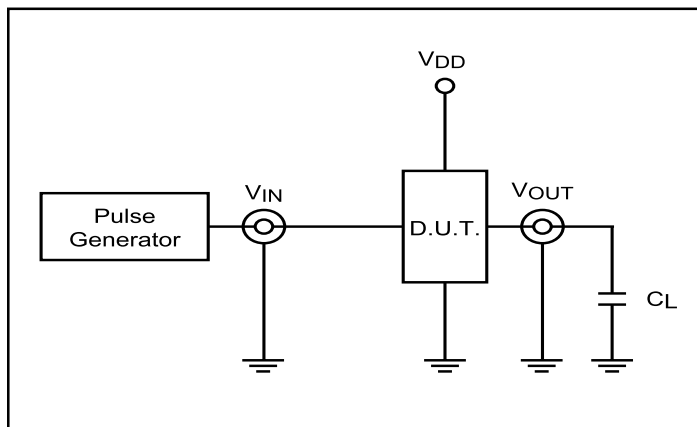 VDD
VIN
VOUT
Pulse
Generator
D.U.T.
CL